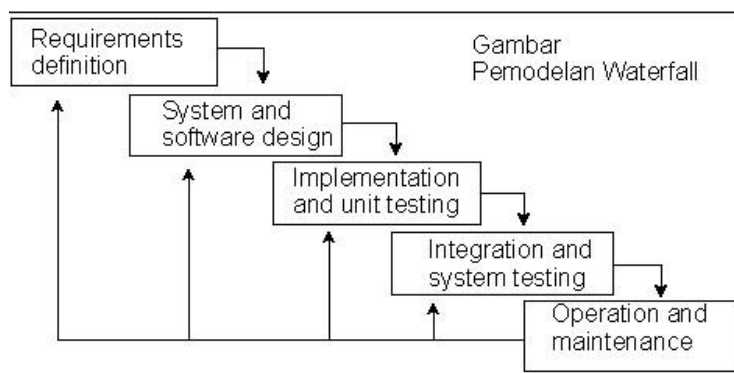 Requirements
definition
Gambar
Pemodelan Waterfall
System and
software design
Implementation
and unit testing
Integration and
system testing
Operation and
maintenance